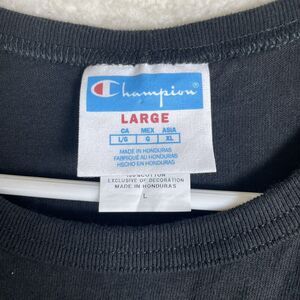 Champion
LARGE
CA MEX ASIA
L/G G XL
MADE IN HONDURAS
FABRIQUÉ AU HONDURAS
HECHO EN HONDURAS
100%COTTON
EXCLUSIVE OF DECORATION
MADE IN HONDURAS
L